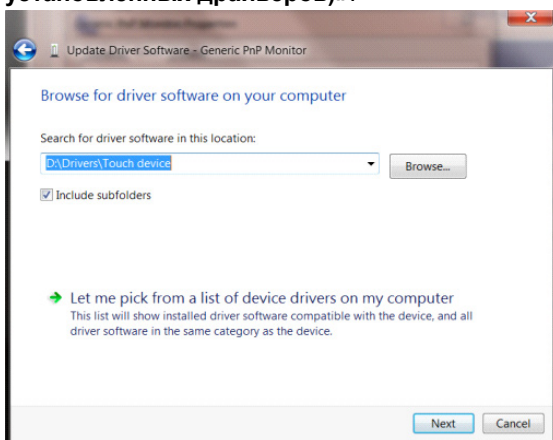 установленных драйверов)».
Update Driver Software - Generic PnP Monitor
Browse for driver software on your computer
Search for driver software in this location:
D:\Drivers\Touch device
Browse...
Include subfolders
Let me pick from a list of device drivers on my computer
This list will show installed driver software compatible with the device, and all
driver software in the same category as the device.
Next Cancel